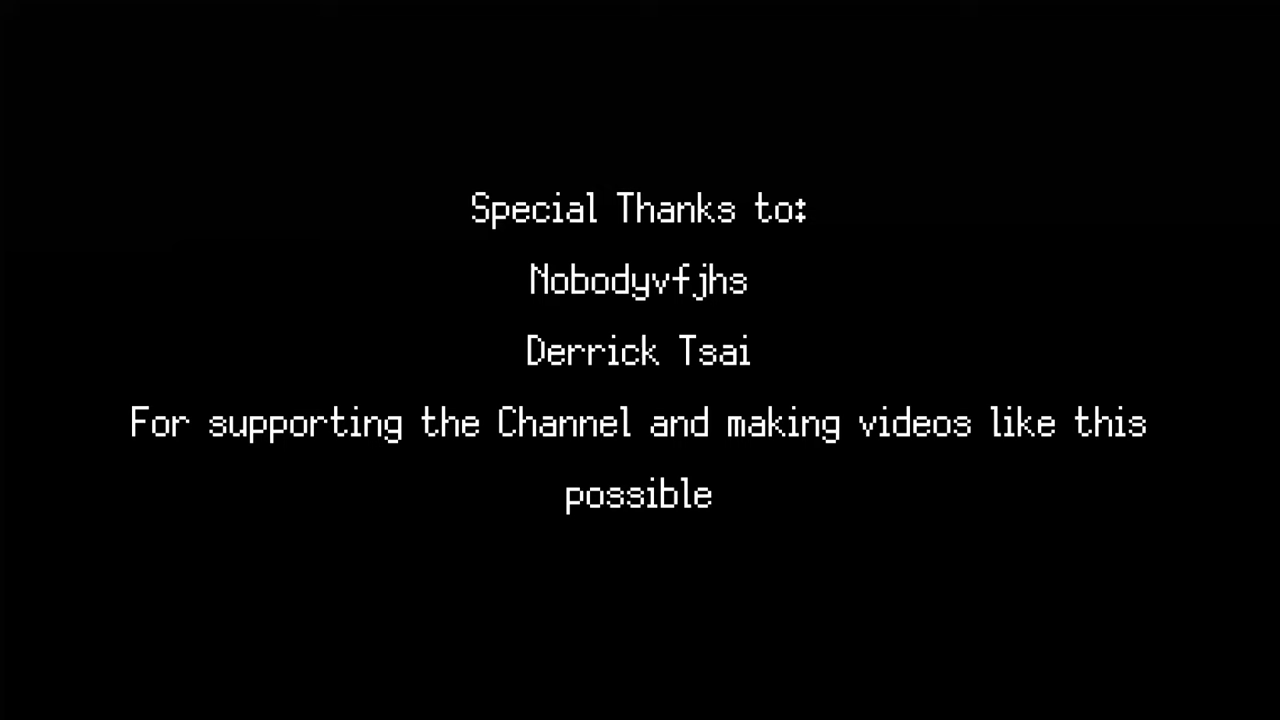 Special Thanks to:
Nobodyvfjhs
Derrick Tsai
For supporting the Channel and making videos like this
possible